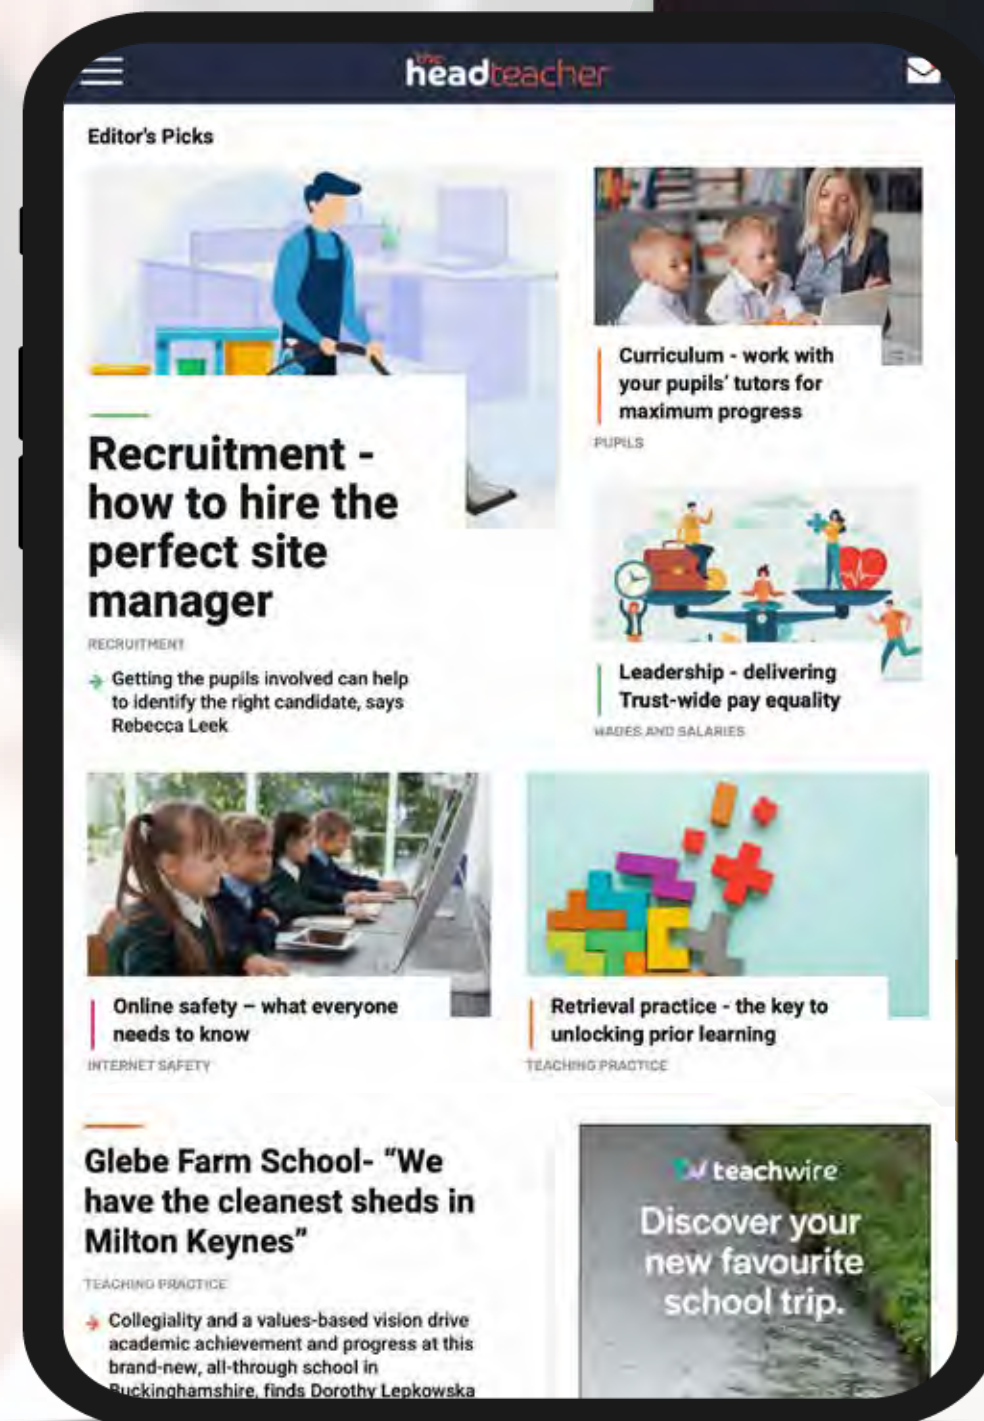 the
headteacher
Editor's Picks
Recruitment -
how to hire the
perfect site
manager
RECRUITMENT
Getting the pupils involved can help
to identify the right candidate, says
Rebecca Leek
Curriculum - work with
your pupils’ tutors for
maximum progress
PUPILS
Leadership - delivering
Trust-wide pay equality
WADES AND SALARIES
Online safety – what everyone
needs to know
INTERNET SAFETY
Retrieval practice - the key to
unlocking prior learning
TEACHING PRACTICE
Glebe Farm School- “We
have the cleanest sheds in
Milton Keynes”
TEACHING PRACTICE
Collegiality and a values-based vision drive
academic achievement and progress at this
brand-new, all-through school in
Buckinghamshire, finds Dorothy Lepkowska
teachwire
Discover your
new favourite
school trip.